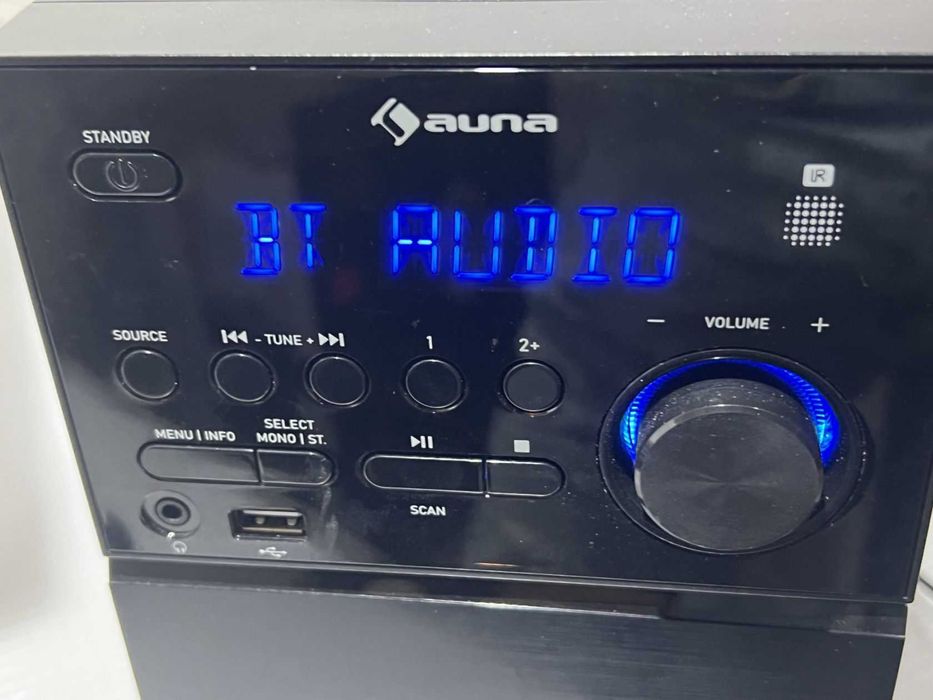 auna
STANDBY
IR
BT AUDIO
- VOLUME +
SOURCE
- TUNE +
1
2+
MENU | INFO
SELECT
MONO | ST.
SCAN